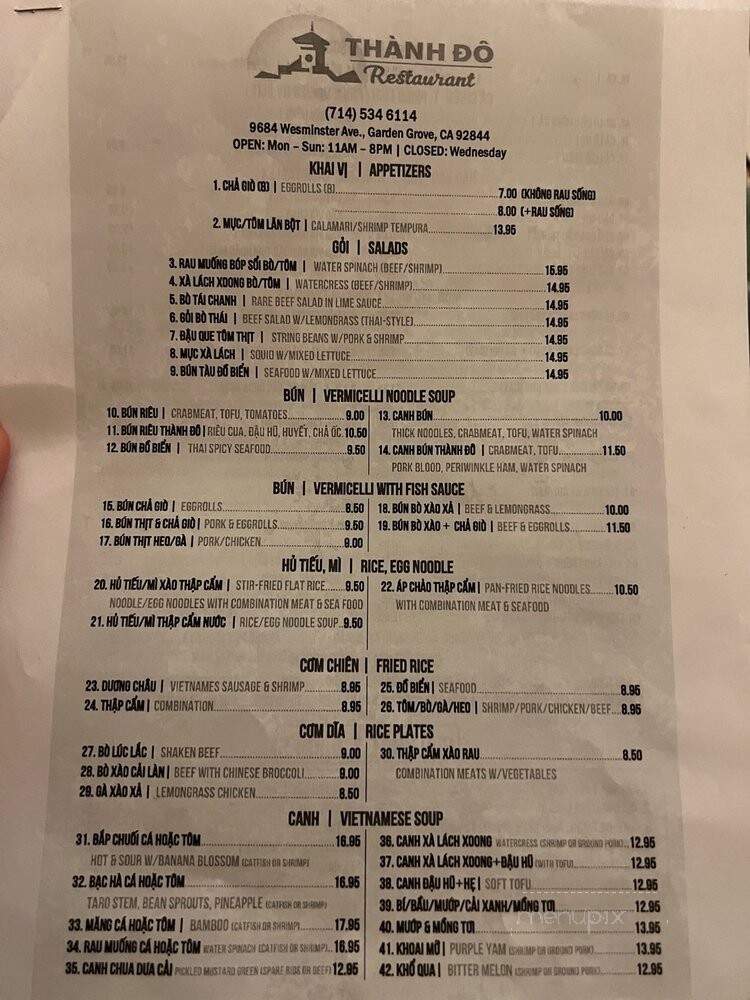 THÀNH ĐÔ
Restaurant
(714) 534 6114
9684 Wesminster Ave., Garden Grove, CA 92844
OPEN: Mon – Sun: 11AM – 8PM | CLOSED: Wednesday
KHAI VỊ | APPETIZERS
1. CHẢ GIÒ (8) | EGGROLLS (8)....7.00 (KHÔNG RAU SỐNG)
....8.00 (+RAU SỐNG)
2. MỰC/TÔM LĂN BỘT | CALAMARI/SHRIMP TEMPURA....13.95
GỎI | SALADS
3. RAU MUỐNG BÓP SỔI BÒ/TÔM | WATER SPINACH (BEEF/SHRIMP)....15.95
4. XÀ LÁCH XOONG BÒ/TÔM | WATERCRESS (BEEF/SHRIMP)....14.95
5. BÒ TÁI CHANH | RARE BEEF SALAD IN LIME SAUCE....14.95
6. GỎI BÒ THÁI | BEEF SALAD W/LEMONGRASS (THAI-STYLE)....14.95
7. ĐẬU QUE TÔM THỊT | STRING BEANS W/PORK & SHRIMP....14.95
8. MỰC XÀ LÁCH | SQUID W/MIXED LETTUCE....14.95
9. BÚN TÀU ĐỒ BIỂN | SEAFOOD W/MIXED LETTUCE....14.95
BÚN | VERMICELLI NOODLE SOUP
10. BÚN RIÊU | CRABMEAT, TOFU, TOMATOES....9.00
11. BÚN RIÊU THÀNH ĐÔ | RIÊU CUA, ĐẬU HŨ, HUYẾT, CHẢ ỐC. 10.50
12. BÚN ĐỒ BIỂN | THAI SPICY SEAFOOD....9.50
13. CANH BÚN....10.00
THICK NOODLES, CRABMEAT, TOFU, WATER SPINACH
14. CANH BÚN THÀNH ĐÔ | CRABMEAT, TOFU....11.50
PORK BLOOD, PERIWINKLE HAM, WATER SPINACH
BÚN | VERMICELLI WITH FISH SAUCE
15. BÚN CHẢ GIÒ | EGGROLLS....8.50
16. BÚN THỊT & CHẢ GIÒ | PORK & EGGROLLS....9.50
17. BÚN THỊT HEO/GÀ | PORK/CHICKEN....9.00
18. BÚN BÒ XÀO XẢ | BEEF & LEMONGRASS....10.00
19. BÚN BÒ XÀO + CHẢ GIÒ | BEEF & EGGROLLS....11.50
HỦ TIẾU, MÌ | RICE, EGG NOODLE
20. HỦ TIẾU/MÌ XÀO THẬP CẨM | STIR-FRIED FLAT RICE....9.50
NOODLE/EGG NOODLES WITH COMBINATION MEAT & SEA FOOD
21. HỦ TIẾU/MÌ THẬP CẨM NƯỚC | RICE/EGG NOODLE SOUP..9.50
22. ÁP CHẢO THẬP CẨM | PAN-FRIED RICE NOODLES....10.50
WITH COMBINATION MEAT & SEAFOOD
CƠM CHIÊN | FRIED RICE
23. DƯƠNG CHÂU | VIETNAMES SAUSAGE & SHRIMP....8.95
24. THẬP CẨM | COMBINATION....8.95
25. ĐỒ BIỂN | SEAFOOD....8.95
26. TÔM/BÒ/GÀ/HEO | SHRIMP/PORK/CHICKEN/BEEF...8.95
CƠM DĨA | RICE PLATES
27. BÒ LÚC LẮC | SHAKEN BEEF....9.00
28. BÒ XÀO CẢI LÀN | BEEF WITH CHINESE BROCCOLI....9.00
29. GÀ XÀO XẢ | LEMONGRASS CHICKEN....8.50
30. THẬP CẨM XÀO RAU....8.50
COMBINATION MEATS W/VEGETABLES
CANH | VIETNAMESE SOUP
31. BẮP CHUỐI CÁ HOẶC TÔM....16.95
HOT & SOUR W/BANANA BLOSSOM (CATFISH OR SHRIMP)
32. BẠC HÀ CÁ HOẶC TÔM....16.95
TARO STEM, BEAN SPROUTS, PINEAPPLE (CATFISH OR SHRIMP)
33. MĂNG CÁ HOẶC TÔM | BAMBOO (CATFISH OR SHRIMP)....17.95
34. RAU MUỐNG CÁ HOẶC TÔM WATER SPINACH (CATFISH OR SHRIMP)..16.95
35. CANH CHUA DƯA CẢI PICKLED MUSTARD GREEN (SPARE RIBS OR BEEF) 12.95
36. CANH XÀ LÁCH XOONG WATERCRESS (SHRIMP OR GROUND PORK)...12.95
37. CANH XÀ LÁCH XOONG+ĐẬU HŨ (WITH TOFU)....12.95
38. CANH ĐẬU HŨ+HẸ | SOFT TOFU....12.95
39. BÍ/BẦU/MƯỚP/CẢI XANH/MỒNG TƠI....12.95
40. MƯỚP & MỒNG TƠI....13.95
41. KHOAI MỠ | PURPLE YAM (SHRIMP OR GROUND PORK)....13.95
42. KHỔ QUA | BITTER MELON (SHRIMP OR GROUND PORK)....12.95
menupix